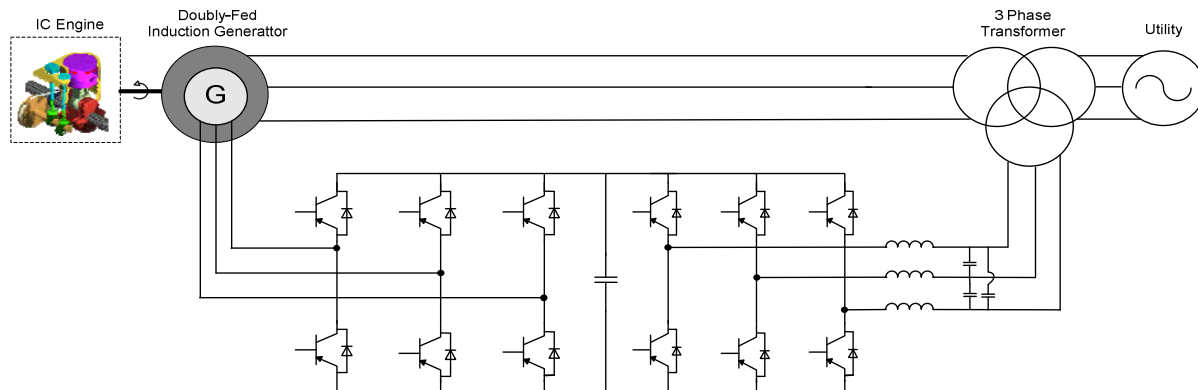 IC Engine
Doubly-Fed
Induction Generattor
3 Phase
Transformer
Utility
G